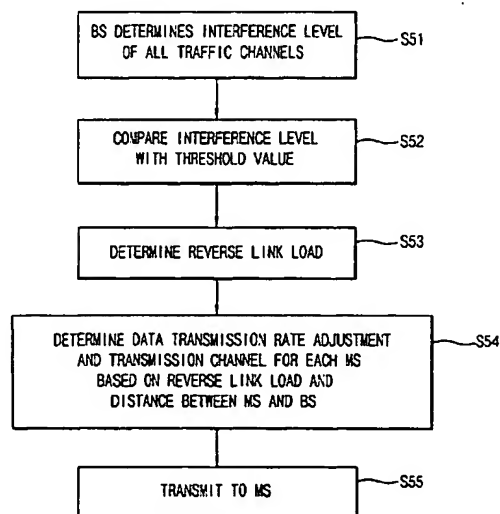 BS DETERMINES INTERFERENCE LEVEL
OF ALL TRAFFIC CHANNELS
S51
COMPARE INTERFERENCE LEVEL
WITH THRESHOLD VALUE
S52
DETERMINE REVERSE LINK LOAD
S53
DETERMINE DATA TRANSMISSION RATE ADJUSTMENT
AND TRANSMISSION CHANNEL FOR EACH MS
BASED ON REVERSE LINK LOAD AND
DISTANCE BETWEEN MS AND BS
S54
TRANSMIT TO MS
S55